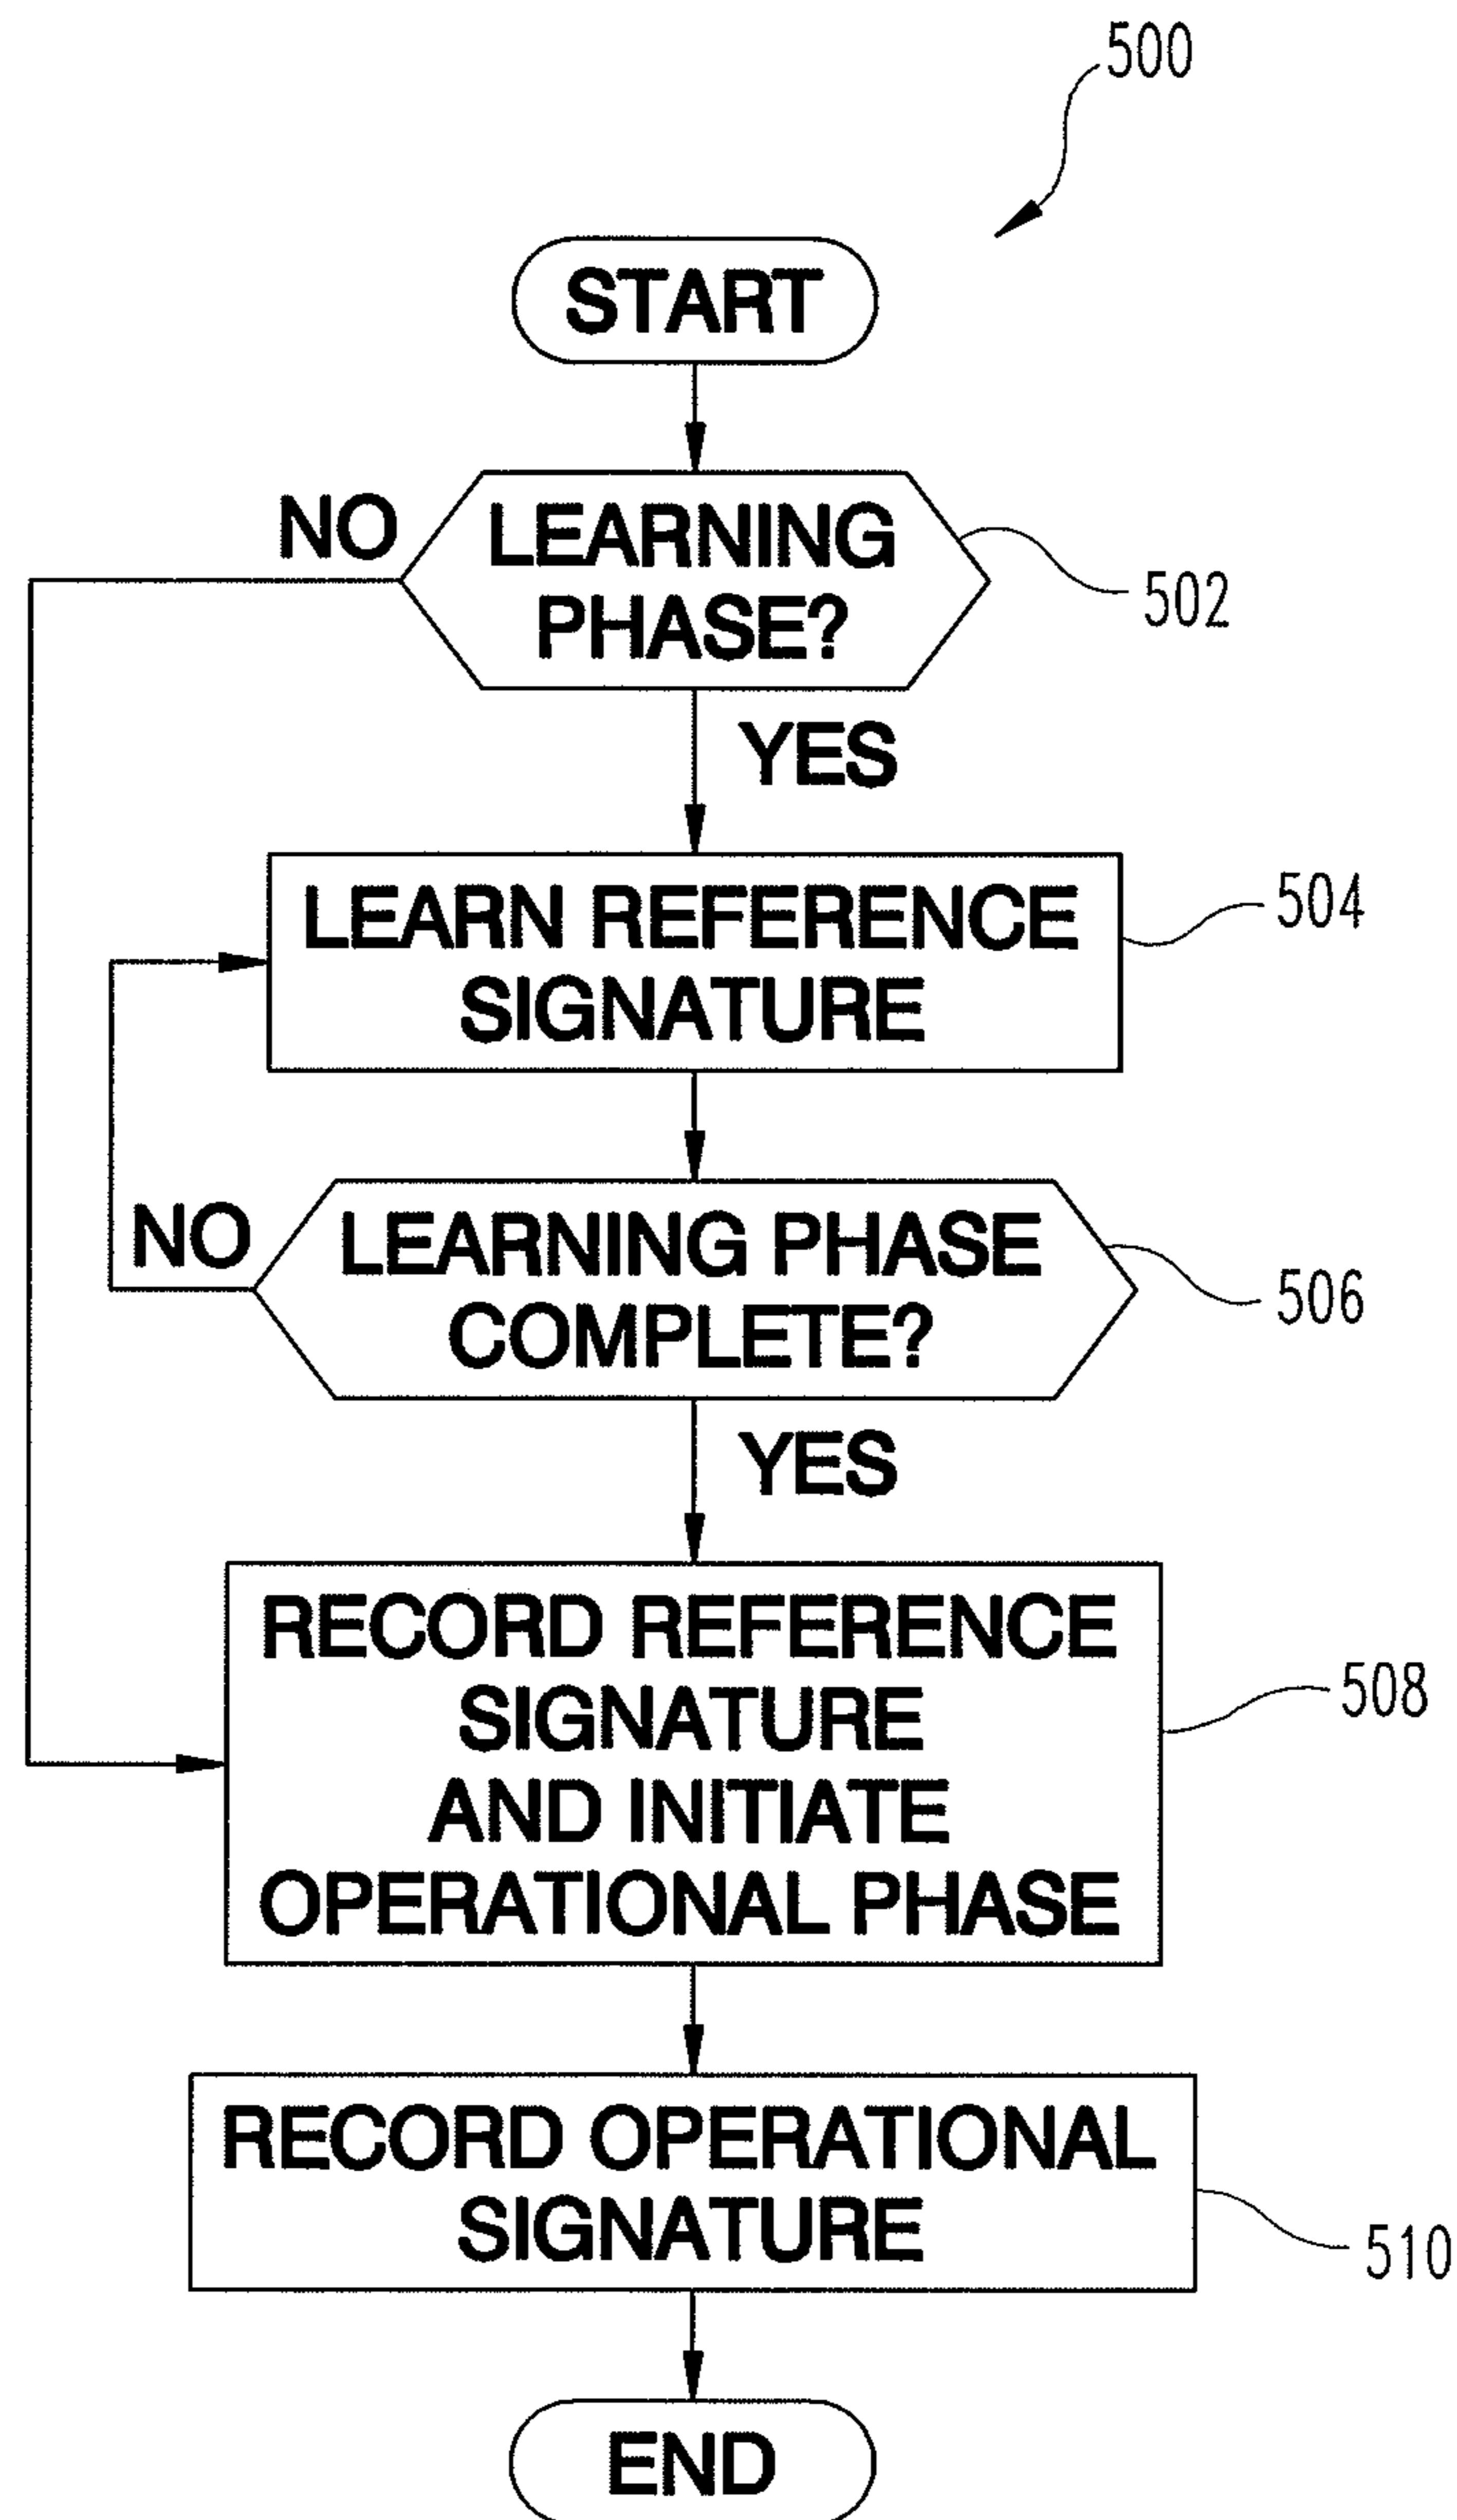 500
START
NO
LEARNING
PHASE?
502
YES
LEARN REFERENCE
SIGNATURE
504
NO
LEARNING PHASE
COMPLETE?
506
YES
RECORD REFERENCE
SIGNATURE
AND INITIATE
OPERATIONAL PHASE
508
RECORD OPERATIONAL
SIGNATURE
510
END